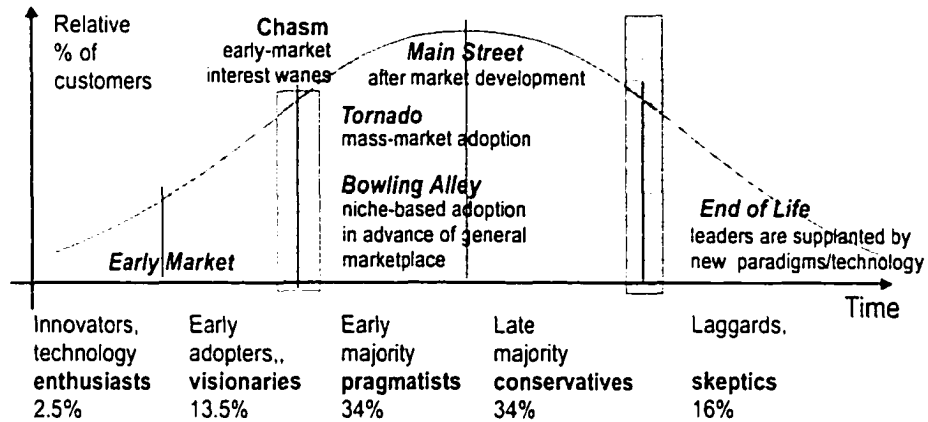 Relative
% of
customers
Chasm
early-market
interest wanes
Main Street
after market development
Tornado
mass-market adoption
Bowling Alley
niche-based adoption
in advance of general
marketplace
Early Market
End of Life
leaders are supplanted by
new paradigms/technology
Time
Innovators,
technology
enthusiasts
2.5%
Early
adopters,,
visionaries
13.5%
Early
majority
pragmatists
34%
Late
majority
conservatives
34%
Laggards,
skeptics
16%